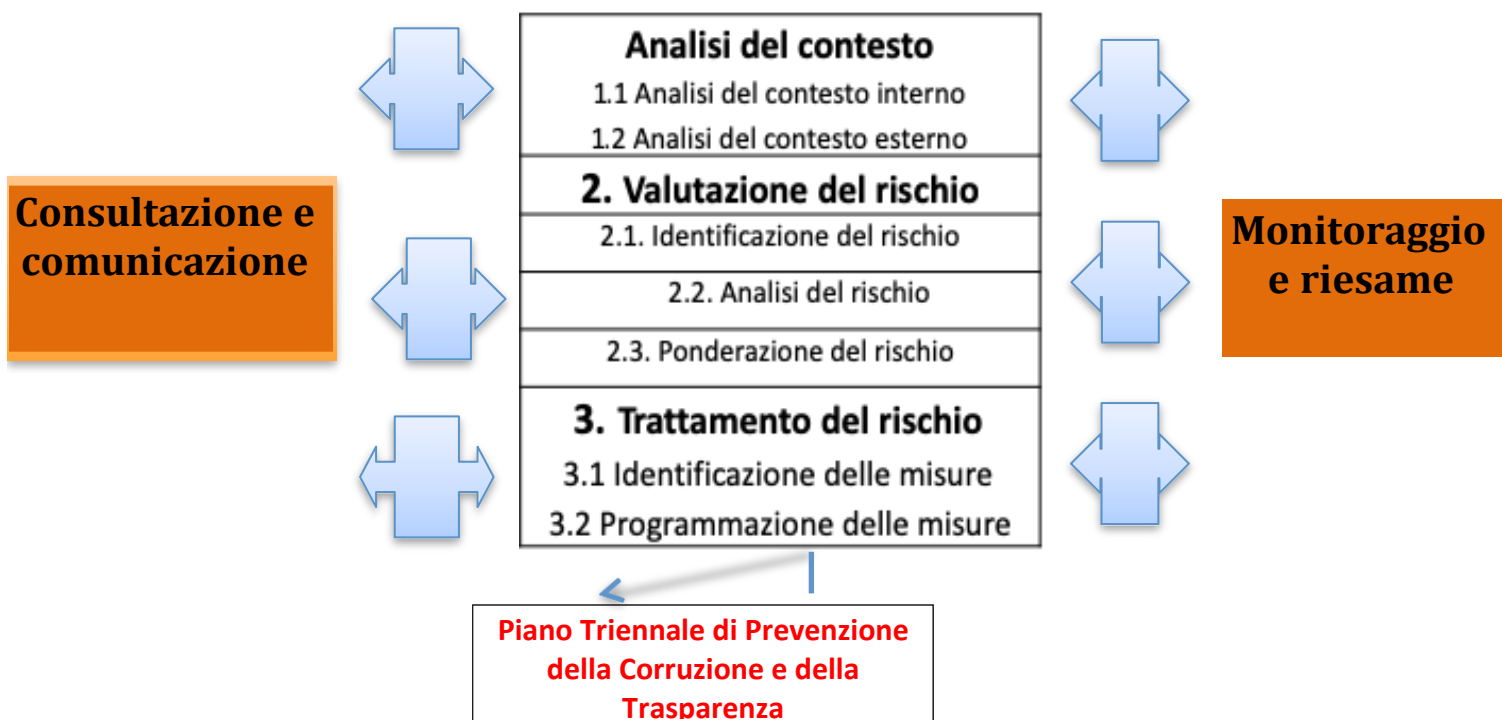 Analisi del contesto
1.1 Analisi del contesto interno
1.2 Analisi del contesto esterno
2. Valutazione del rischio
2.1. Identificazione del rischio
2.2. Analisi del rischio
2.3. Ponderazione del rischio
3. Trattamento del rischio
3.1 Identificazione delle misure
3.2 Programmazione delle misure
Consultazione e
comunicazione
Monitoraggio
e riesame
Piano Triennale di Prevenzione
della Corruzione e della
Trasparenza